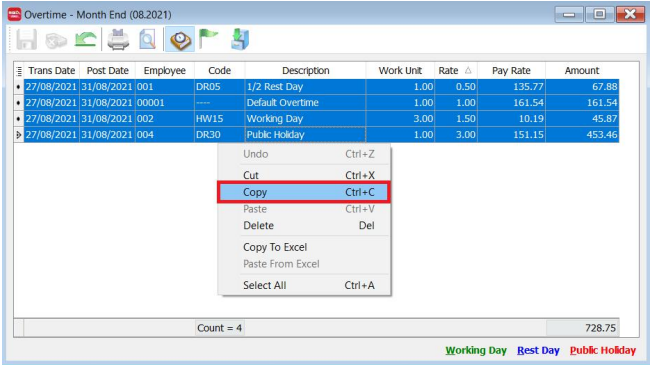 Overtime - Month End (08.2021)
Trans Date Post Date Employee Code Description Work Unit Rate Pay Rate Amount
27/08/2021 31/08/2021 001 DR05 1/2 Rest Day 1.00 0.50 135.77 67.88
27/08/2021 31/08/2021 00001 ---- Default Overtime 1.00 1.00 161.54 161.54
27/08/2021 31/08/2021 002 HW15 Working Day 3.00 1.50 10.19 45.87
27/08/2021 31/08/2021 004 DR30 Public Holiday 1.00 3.00 151.15 453.46
Undo Ctrl+Z
Cut Ctrl+X
Copy Ctrl+C
Paste Ctrl+V
Delete Del
Copy To Excel
Paste From Excel
Select All Ctrl+A
Count = 4 728.75
Working Day Rest Day Public Holiday